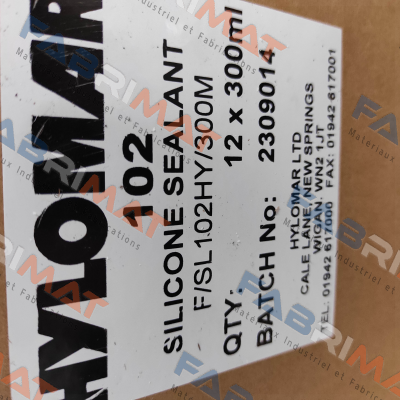 HYLOMAR
102
SILICONE SEALANT
F/SL102HY/300M
QTY: 12 x 300ml
BATCH No: 2309014
HYLOMAR LTD
CALE LANE, NEW SPRINGS
WIGAN. WN2 1JT
TEL: 01942 617000 FAX: 01942 617001
FABRIMAT
Matériaux Industriel et Fabrications